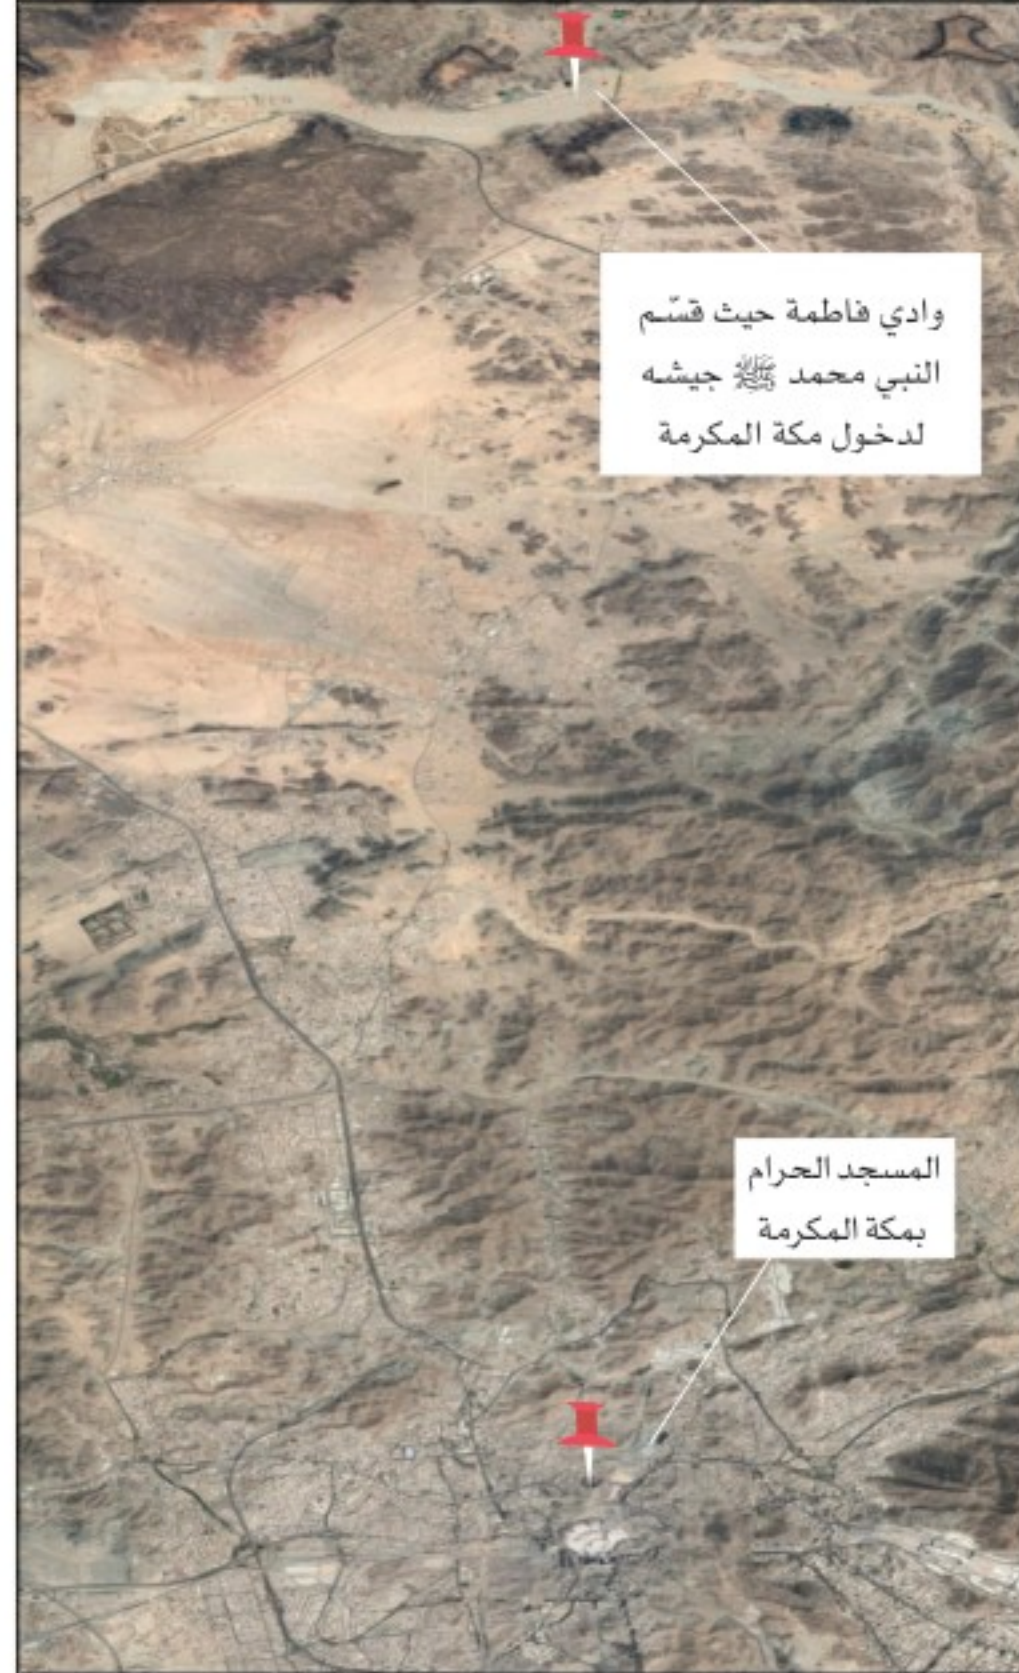 وادي فاطمة حيث قسّم
النبي محمد ﷺ جيشه
لدخول مكة المكرمة
المسجد الحرام
بمكة المكرمة